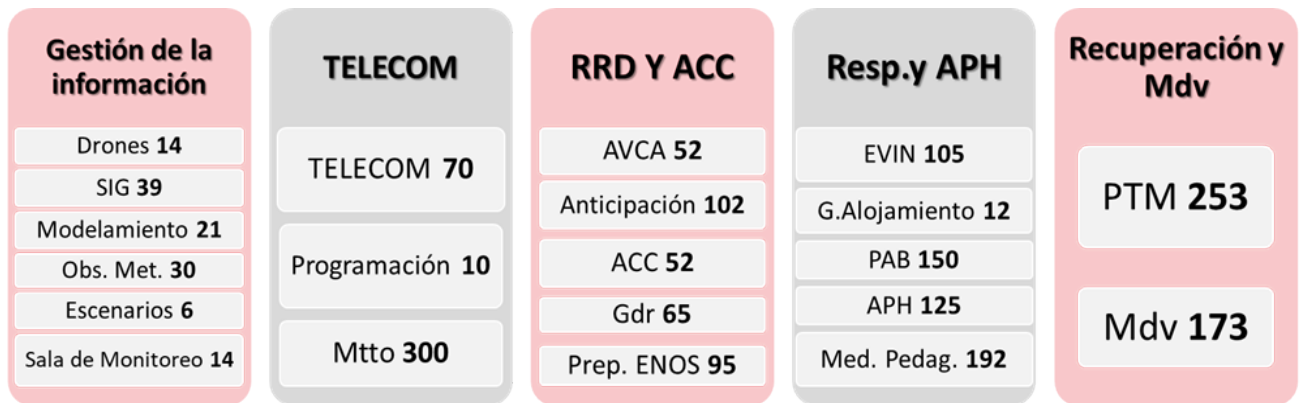 Gestión de la
información
Drones 14
SIG 39
Modelamiento 21
Obs. Met. 30
Escenarios 6
Sala de Monitoreo 14
TELECOM
TELECOM 70
Programación 10
Mtto 300
RRD Y ACC
AVCA 52
Anticipación 102
ACC 52
Gdr 65
Prep. ENOS 95
Resp.y APH
EVIN 105
G.Alojamiento 12
PAB 150
APH 125
Med. Pedag. 192
Recuperación y
Mdv
PTM 253
Mdv 173